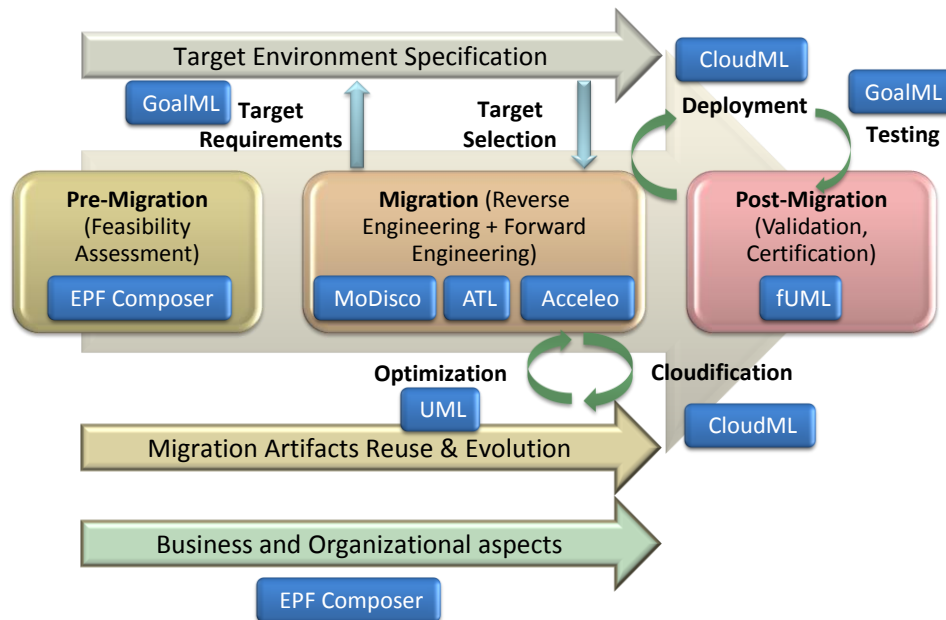 Target Environment Specification
CloudML
GoalML
Target
Requirements
Target
Selection
Deployment
GoalML
Testing
Pre-Migration
(Feasibility
Assessment)
EPF Composer
Migration (Reverse
Engineering + Forward
Engineering)
MoDisco
ATL
Acceleo
Post-Migration
(Validation,
Certification)
fUML
Optimization
Cloudification
UML
CloudML
Migration Artifacts Reuse & Evolution
Business and Organizational aspects
EPF Composer